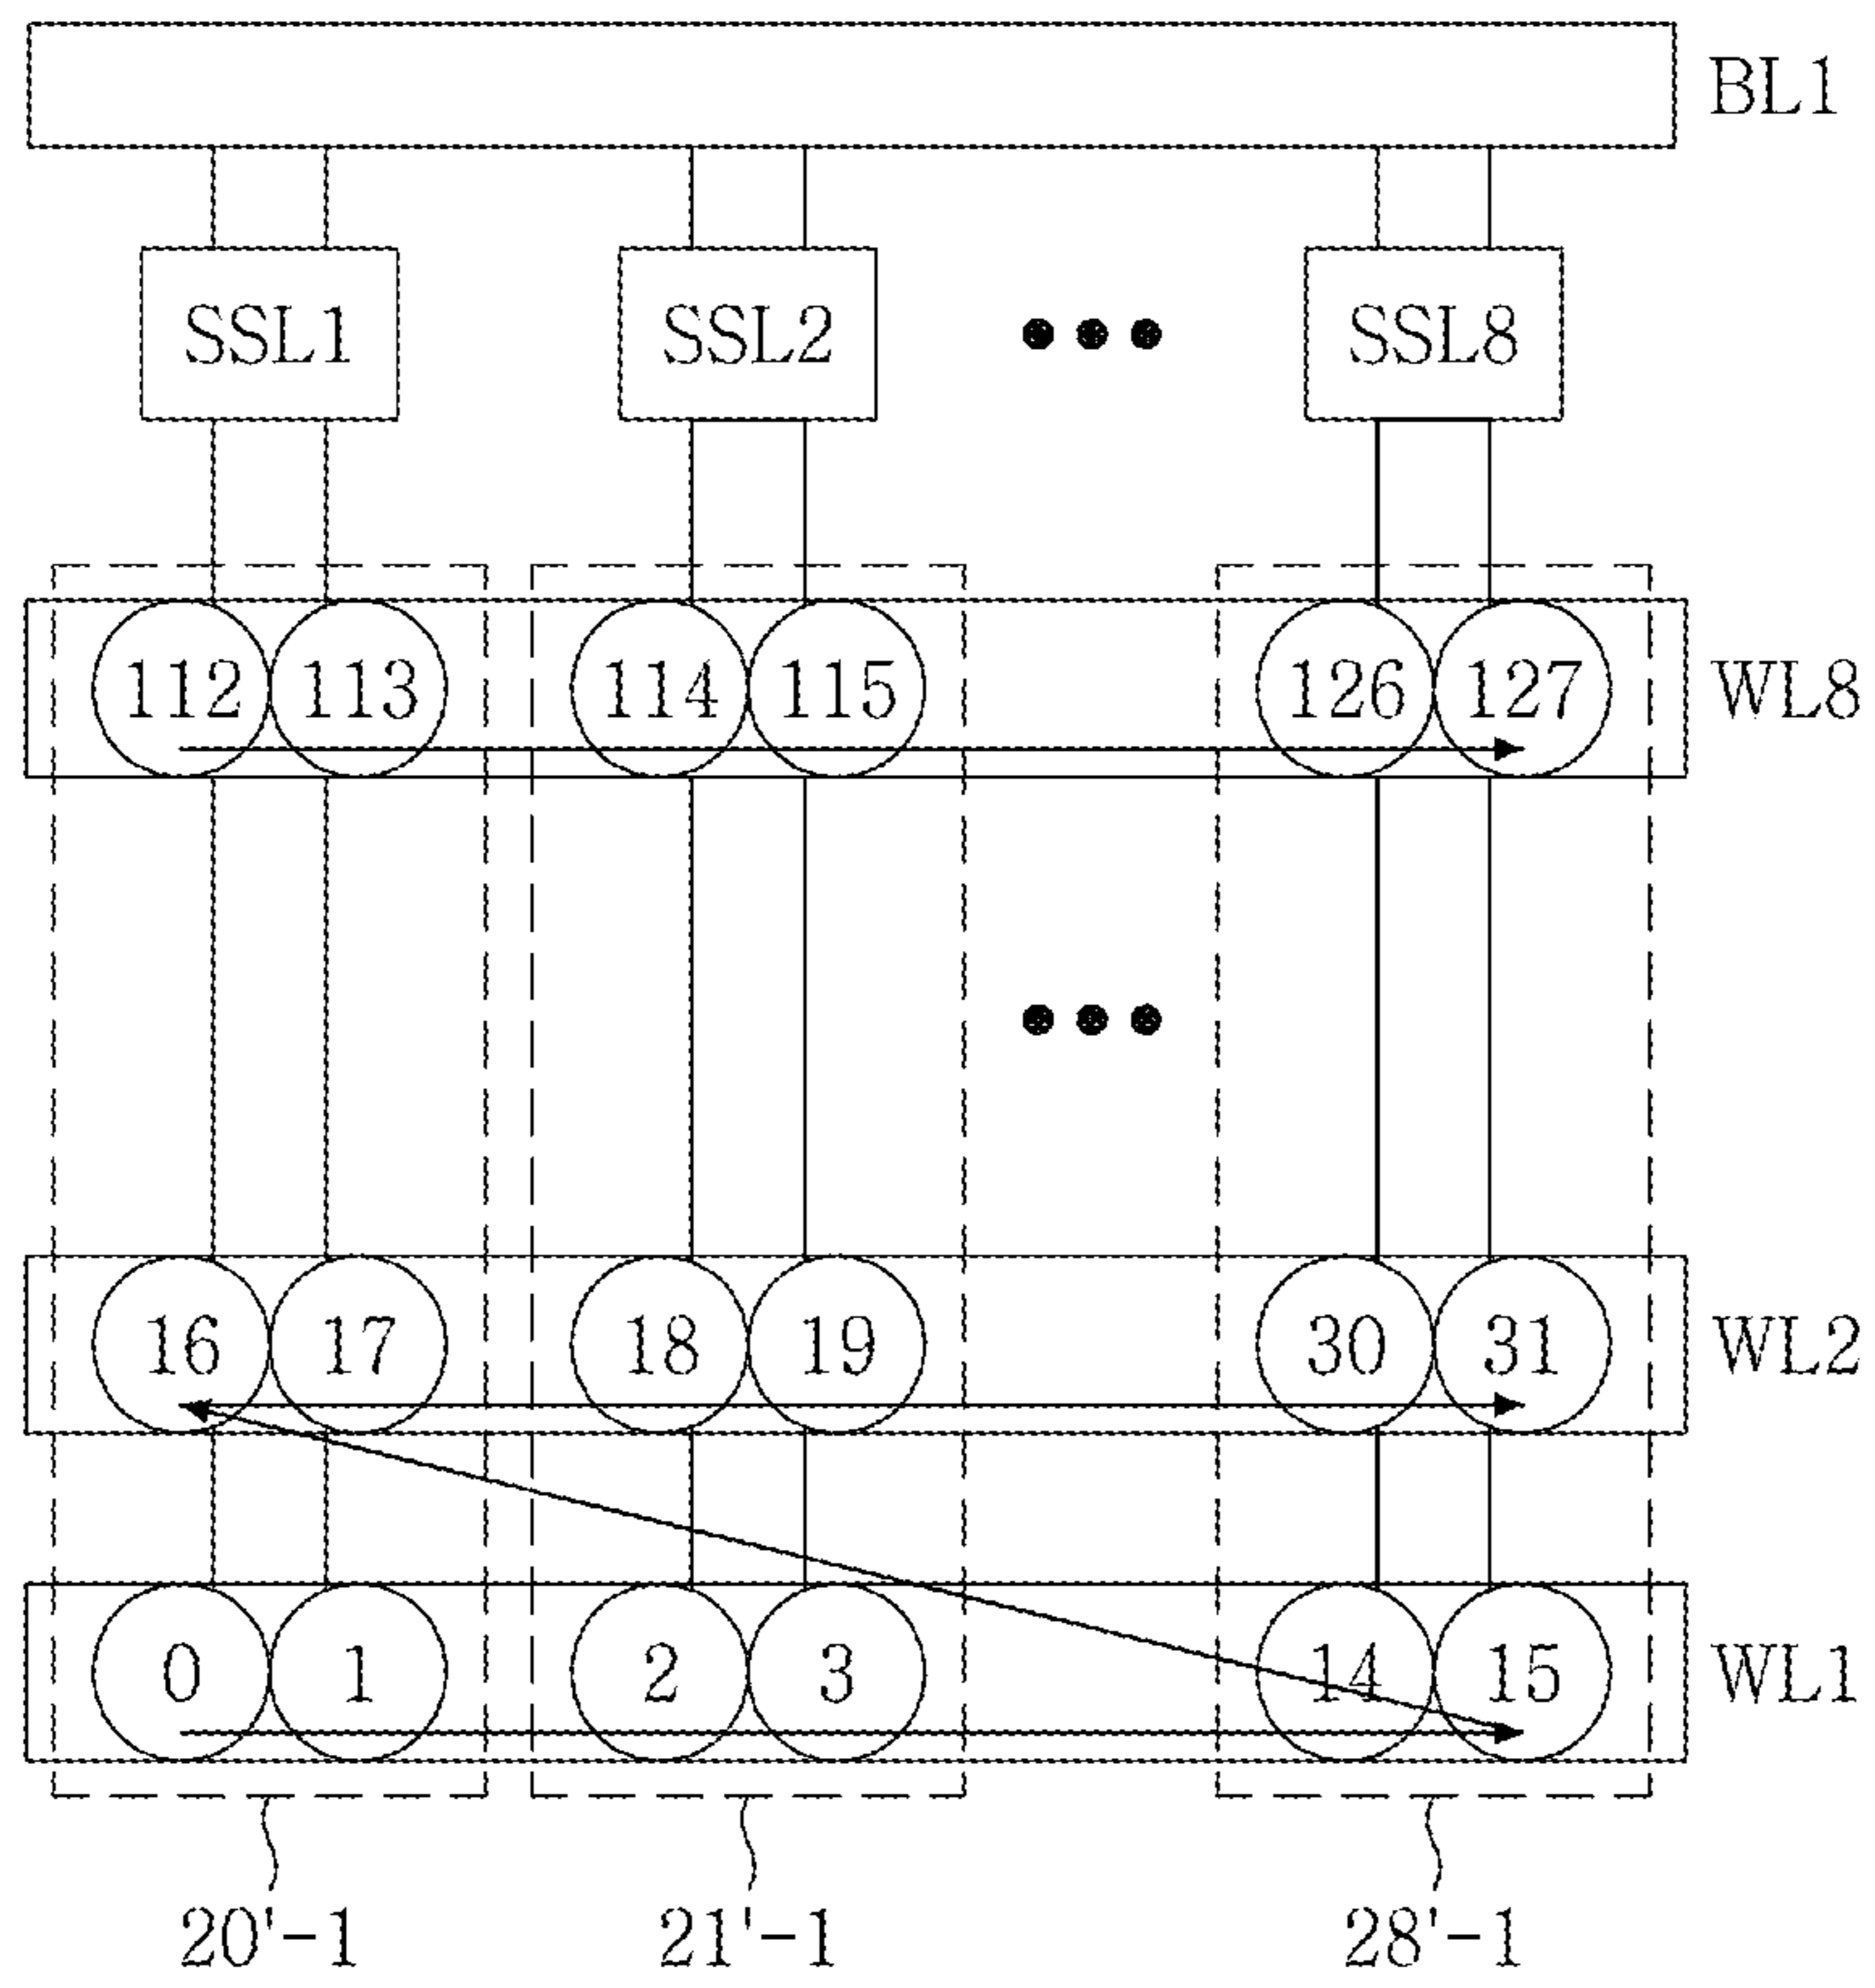 BL1
SSL1 SSL2 SSL8
112 113 114 115 126 127 WL8
16 17 18 19 30 31 WL2
0 1 2 3 14 15 WL1
20'-1 21'-1 28'-1